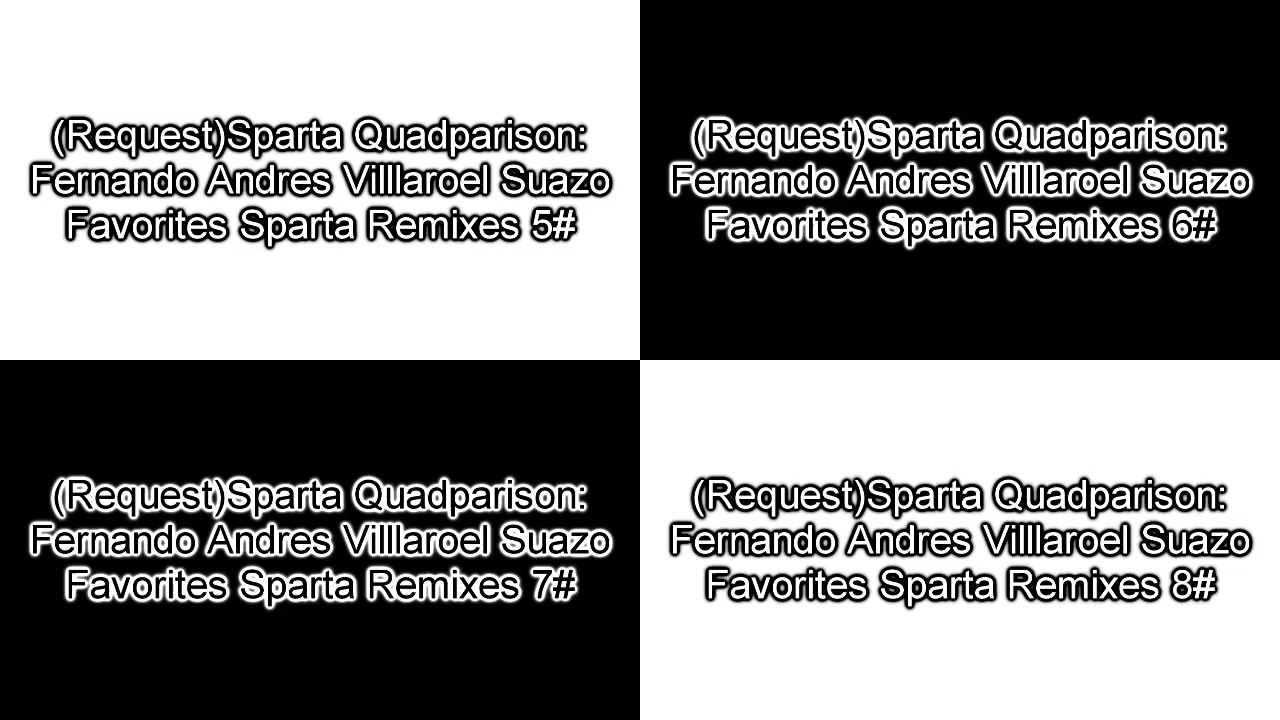 (Request)Sparta Quadparison:
Fernando Andres Villlaroel Suazo
Favorites Sparta Remixes 5#
(Request)Sparta Quadparison:
Fernando Andres Villlaroel Suazo
Favorites Sparta Remixes 6#
(Request)Sparta Quadparison:
Fernando Andres Villlaroel Suazo
Favorites Sparta Remixes 7#
(Request)Sparta Quadparison:
Fernando Andres Villlaroel Suazo
Favorites Sparta Remixes 8#